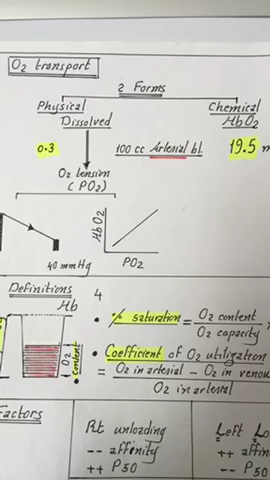 O₂ transport
2 Forms
Physical
Dissolved
Chemical
HbO₂
0.3
100 cc Arterial bl.
19.5
O₂ tension
(PO₂)
HbO₂
40 mmHg
PO₂
Definitions
4
Hb
O₂
Content
• % saturation = O₂ content
O₂ capacity
• Coefficient of O₂ utilization
= O₂ in arterial - O₂ in venou
O₂ in arterial
Factors
Rt unloading
-- affinity
++ P50
Left Lo
++ affin
-- P50